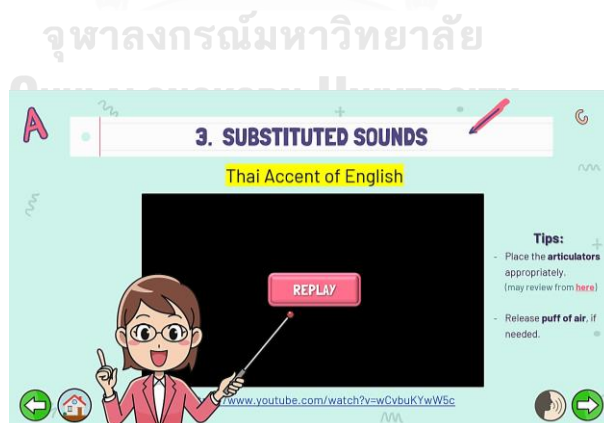 จุฬาลงกรณ์มหาวิทยาลัย
A
3. SUBSTITUTED SOUNDS
Thai Accent of English
REPLAY
Tips:
- Place the articulators
appropriately.
(may review from here)
- Release puff of air, if
needed.
/www.youtube.com/watch?v=wCvbuKYwW5c